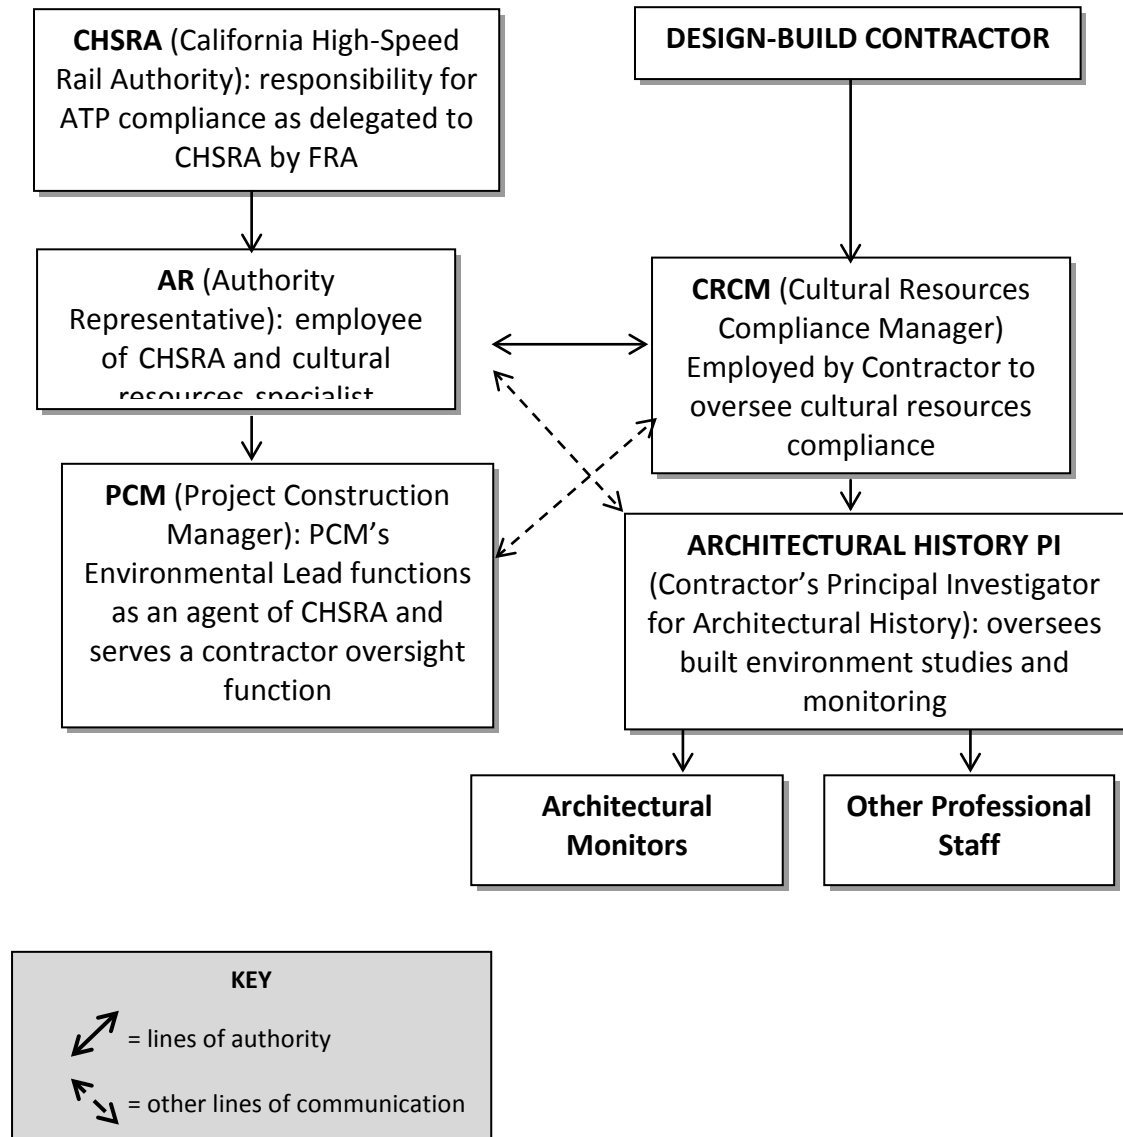 CHSRA (California High-Speed
Rail Authority): responsibility for
ATP compliance as delegated to
CHSRA by FRA
DESIGN-BUILD CONTRACTOR
AR (Authority
Representative): employee
of CHSRA and cultural
resources specialist
CRCM (Cultural Resources
Compliance Manager)
Employed by Contractor to
oversee cultural resources
compliance
PCM (Project Construction
Manager): PCM’s
Environmental Lead functions
as an agent of CHSRA and
serves a contractor oversight
function
ARCHITECTURAL HISTORY PI
(Contractor’s Principal Investigator
for Architectural History): oversees
built environment studies and
monitoring
Architectural
Monitors
Other Professional
Staff
KEY
= lines of authority
= other lines of communication